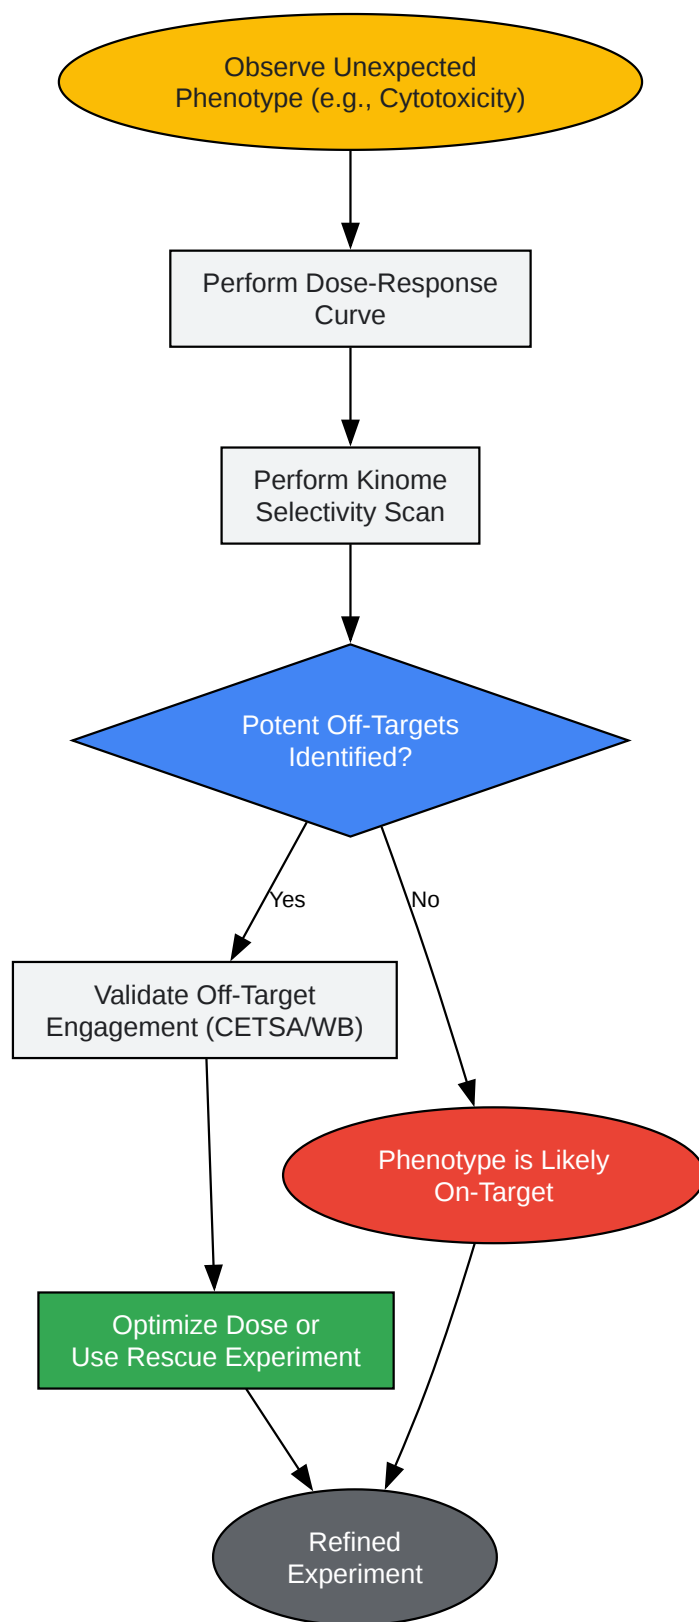 Observe Unexpected
Phenotype (e.g., Cytotoxicity)
Perform Dose-Response
Curve
Perform Kinome
Selectivity Scan
Potent Off-Targets
Identified?
Yes
No
Validate Off-Target
Engagement (CETSA/WB)
Phenotype is Likely
On-Target
Optimize Dose or
Use Rescue Experiment
Refined
Experiment